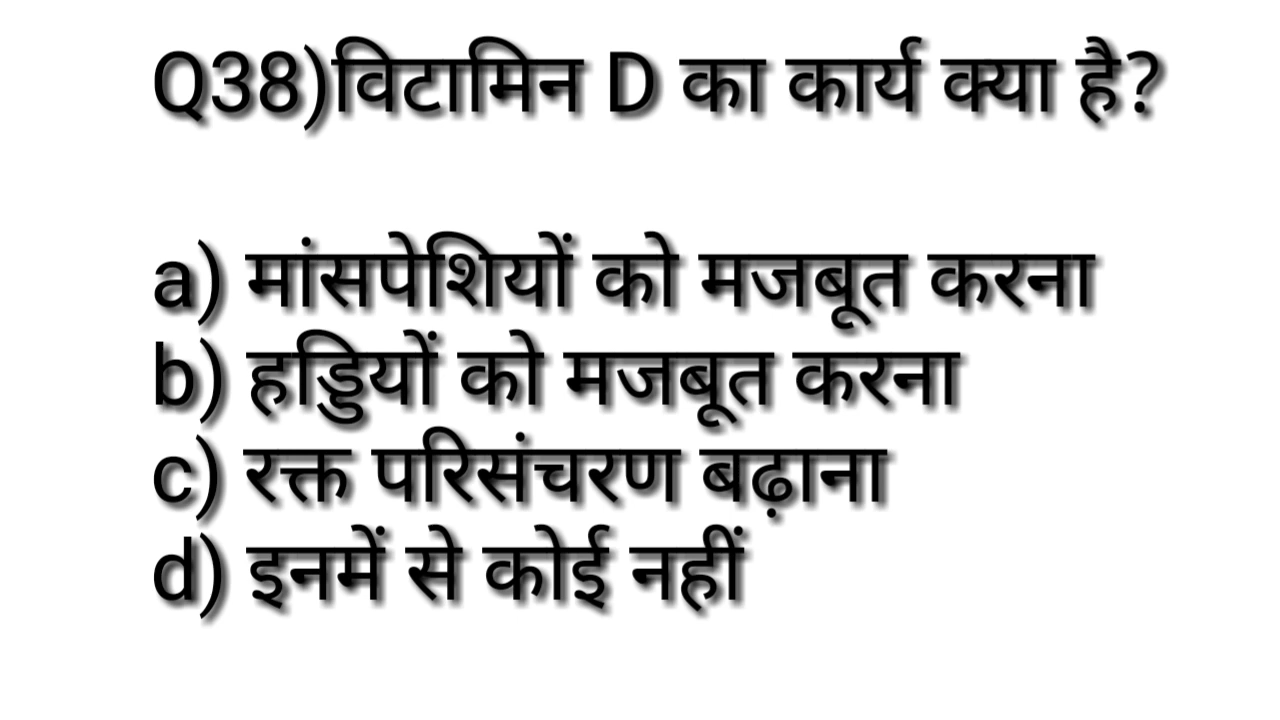 Q38)विटामिन D का कार्य क्या है?
a) मांसपेशियों को मजबूत करना
b) हड्डियों को मजबूत करना
c) रक्त परिसंचरण बढ़ाना
d) इनमें से कोई नहीं